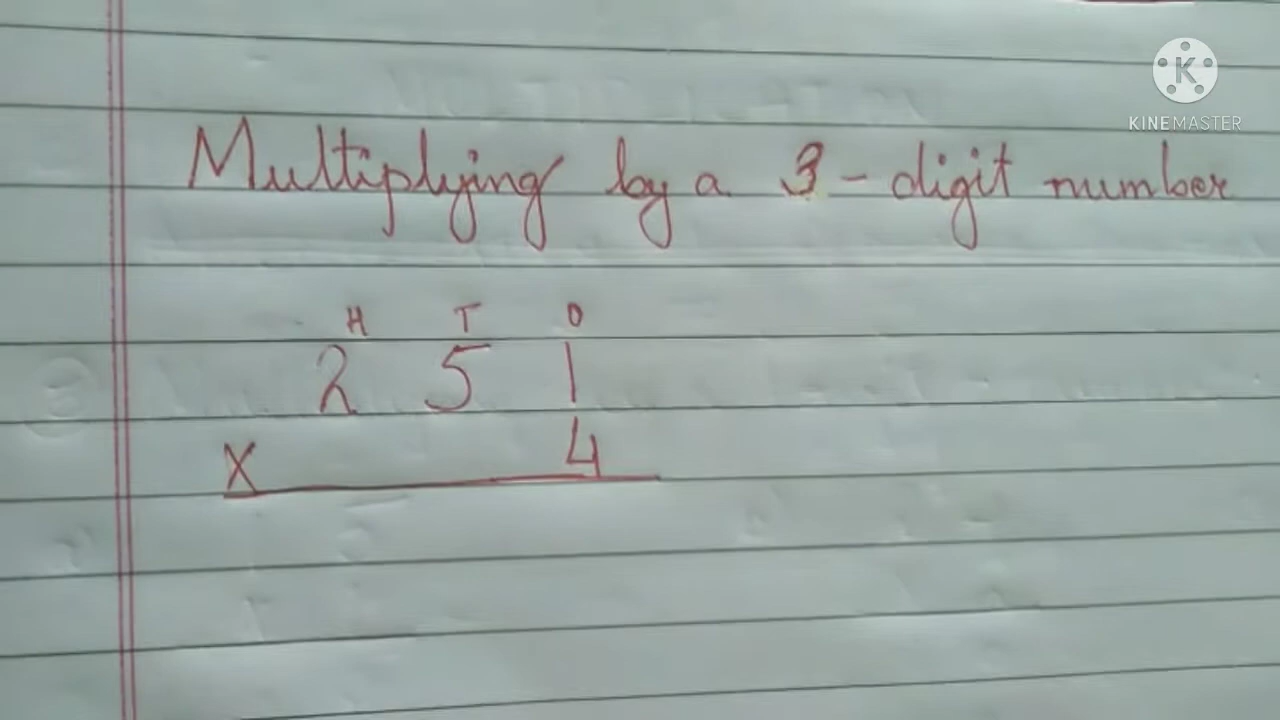 K
KINEMASTER
Multiplying by a 3-digit number
H T O
2 5 1
X 4